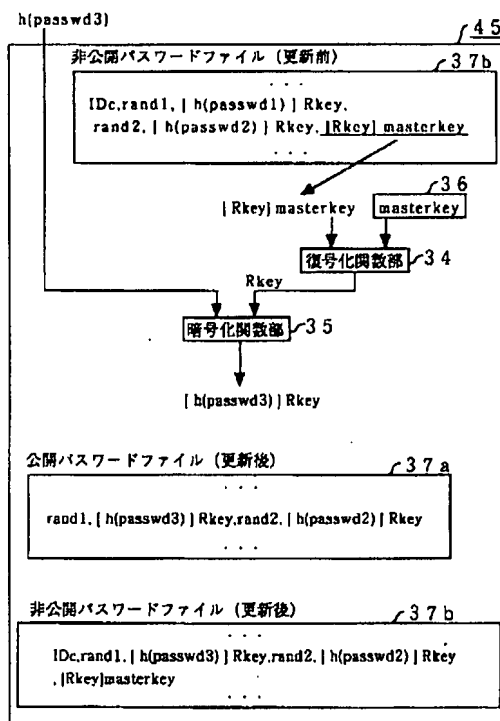 h(passwd3)
45
非公開パスワードファイル (更新前)
37b
IDc,rand1,[h(passwd1)]Rkey,
rand2,[h(passwd2)]Rkey,[Rkey]masterkey
. . .
36
[Rkey]masterkey
masterkey
復号化関数部
34
Rkey
暗号化関数部
35
[h(passwd3)]Rkey
公開パスワードファイル (更新後)
37a
. . .
rand1,[h(passwd3)]Rkey,rand2,[h(passwd2)]Rkey
. . .
非公開パスワードファイル (更新後)
37b
. . .
IDc,rand1,[h(passwd3)]Rkey,rand2,[h(passwd2)]Rkey
,[Rkey]masterkey
. . .